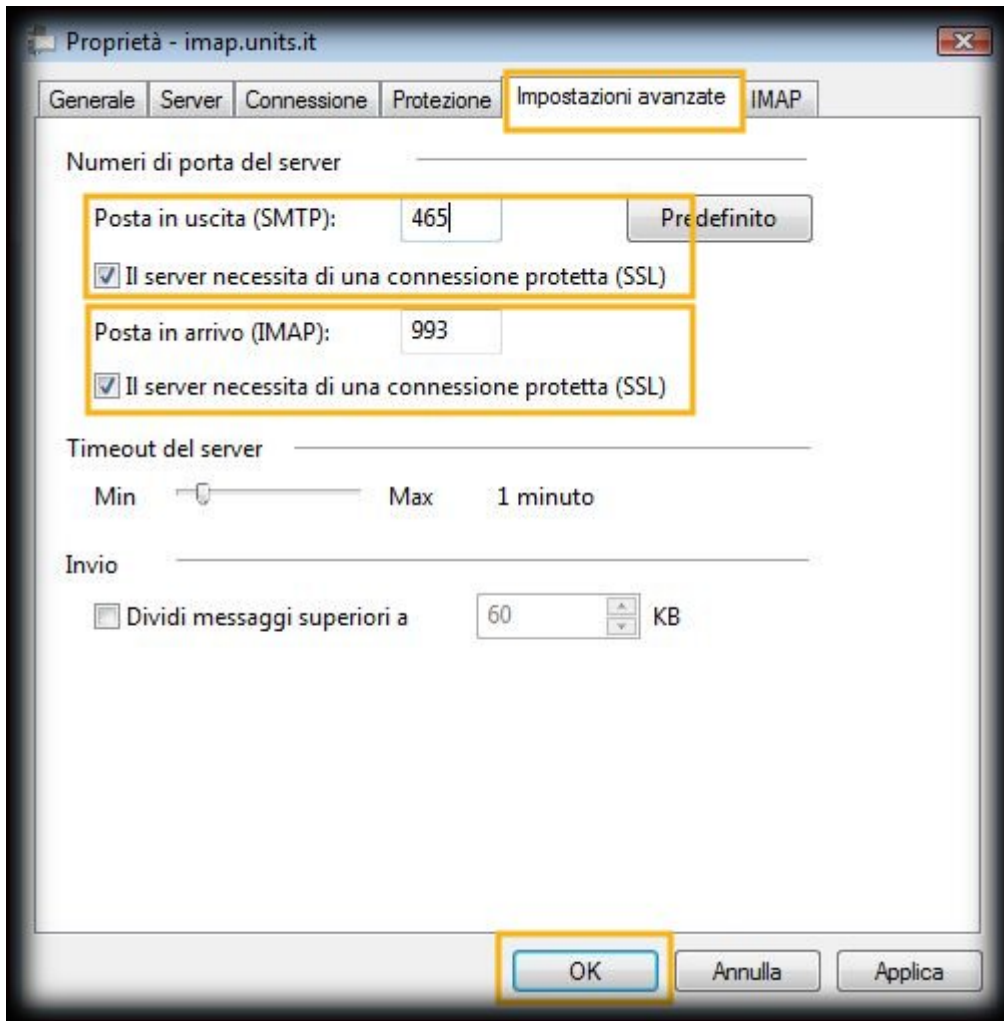 Proprietà - imap.units.it
Generale Server Connessione Protezione Impostazioni avanzate IMAP
Numeri di porta del server
Posta in uscita (SMTP): 465 Predefinito
Il server necessita di una connessione protetta (SSL)
Posta in arrivo (IMAP): 993
Il server necessita di una connessione protetta (SSL)
Timeout del server
Min Max 1 minuto
Invio
Dividi messaggi superiori a 60 KB
OK Annulla Applica